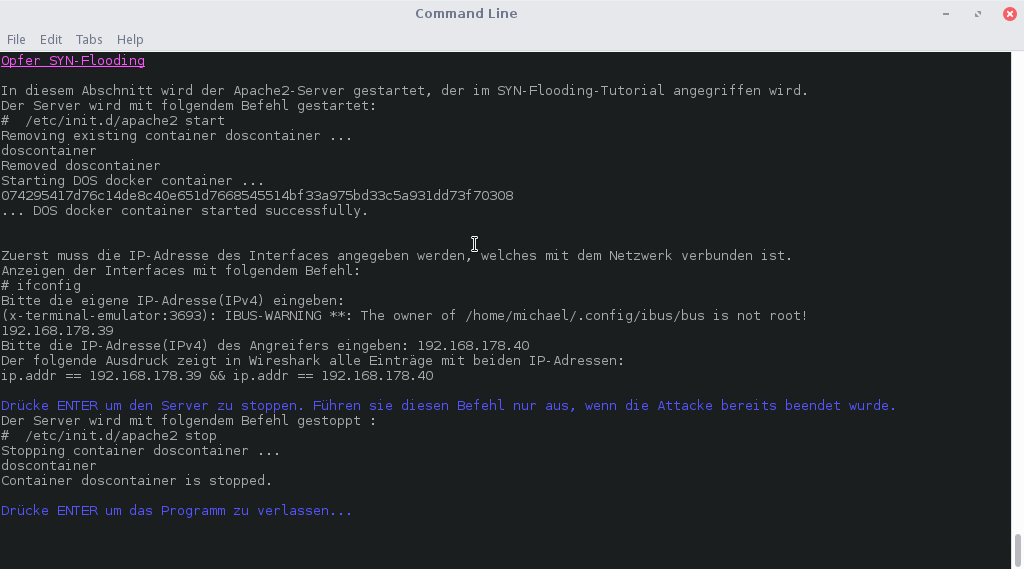 Command Line
File Edit Tabs Help
Opfer SYN-Flooding
In diesem Abschnitt wird der Apache2-Server gestartet, der im SYN-Flooding-Tutorial angegriffen wird.
Der Server wird mit folgendem Befehl gestartet:
#  /etc/init.d/apache2 start
Removing existing container doscontainer ...
doscontainer
Removed doscontainer
Starting DOS docker container ...
074295417d76c14de8c40e651d7668545514bf33a975bd33c5a931dd73f70308
... DOS docker container started successfully.
Zuerst muss die IP-Adresse des Interfaces angegeben werden, welches mit dem Netzwerk verbunden ist.
Anzeigen der Interfaces mit folgendem Befehl:
# ifconfig
Bitte die eigene IP-Adresse(IPv4) eingeben:
(x-terminal-emulator:3693): IBUS-WARNING **: The owner of /home/michael/.config/ibus/bus is not root!
192.168.178.39
Bitte die IP-Adresse(IPv4) des Angreifers eingeben: 192.168.178.40
Der folgende Ausdruck zeigt in Wireshark alle Einträge mit beiden IP-Adressen:
ip.addr == 192.168.178.39 && ip.addr == 192.168.178.40
Drücke ENTER um den Server zu stoppen. Führen sie diesen Befehl nur aus, wenn die Attacke bereits beendet wurde.
Der Server wird mit folgendem Befehl gestoppt :
#  /etc/init.d/apache2 stop
Stopping container doscontainer ...
doscontainer
Container doscontainer is stopped.
Drücke ENTER um das Programm zu verlassen...